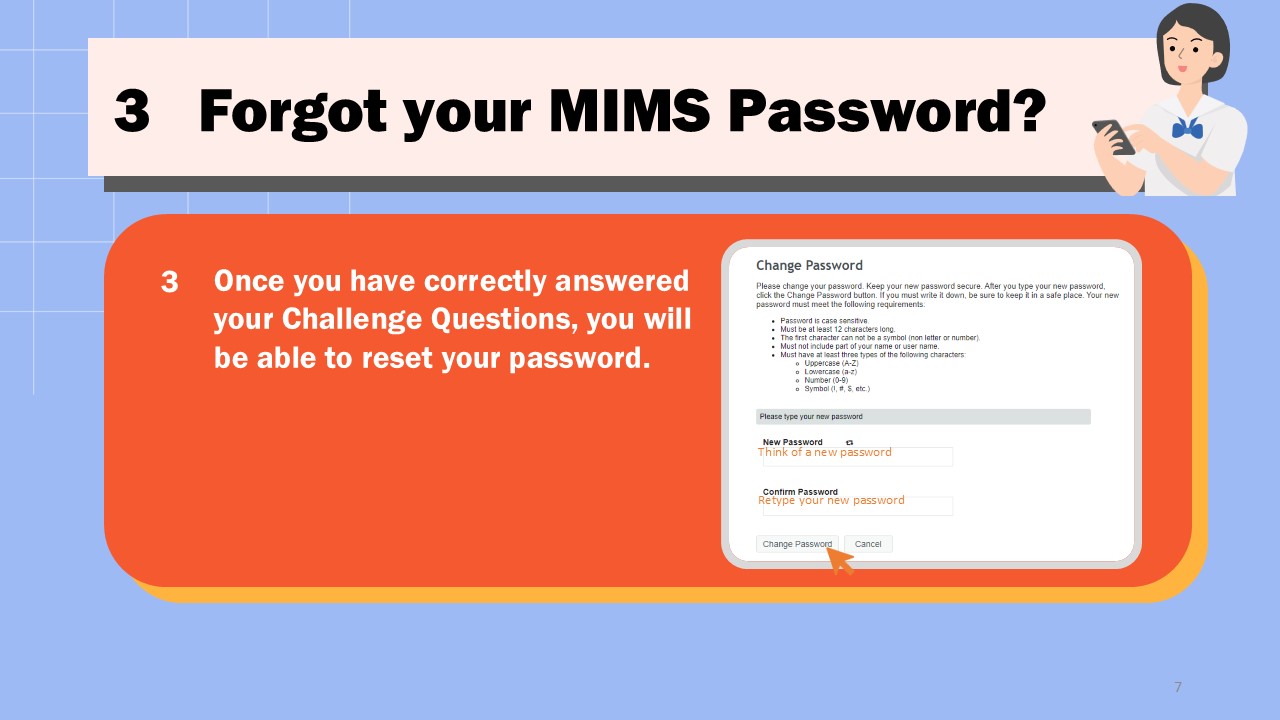 3 Forgot your MIMS Password?
3 Once you have correctly answered
your Challenge Questions, you will
be able to reset your password.
Change Password
Please change your password. Keep your new password secure. After you type your new password,
click the Change Password button. If you must write it down, be sure to keep it in a safe place. Your new
password must meet the following requirements:
• Password is case sensitive.
• Must be at least 12 characters long.
• The first character can not be a symbol (non letter or number).
• Must not include part of your name or user name.
• Must have at least three types of the following characters:
○ Uppercase (A-Z)
○ Lowercase (a-z)
○ Number (0-9)
○ Symbol (!, #, $, etc.)
Please type your new password
New Password
Think of a new password
Confirm Password
Retype your new password
Change Password Cancel
7